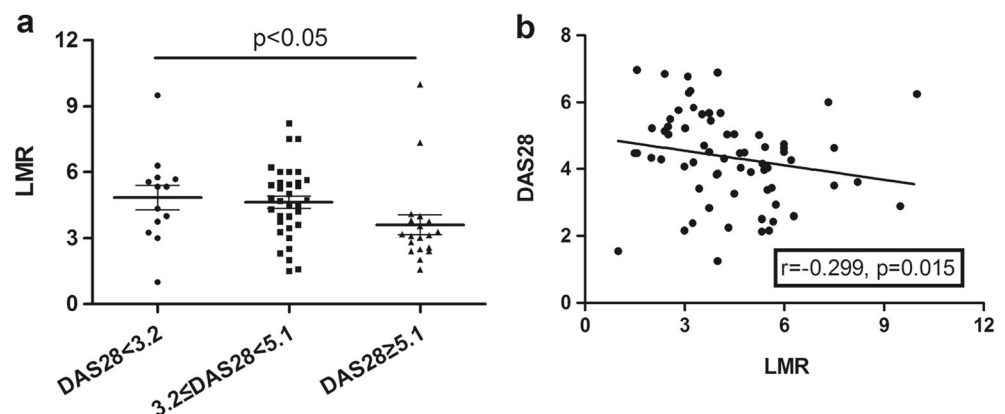 a
p<0.05
LMR
12
9
6
3
0
DAS28<3.2
3.2≤DAS28<5.1
DAS28≥5.1
b
DAS28
8
6
4
2
0
r=-0.299, p=0.015
0
3
6
9
12
LMR